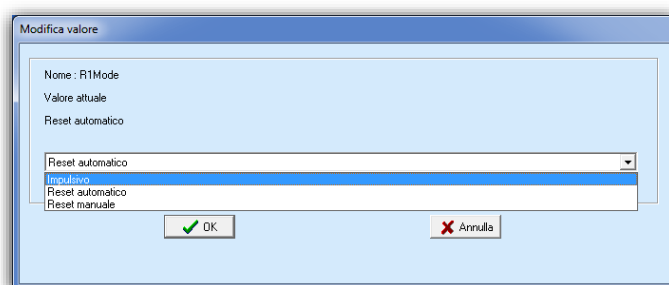 Modifica valore
Nome : R1Mode
Valore attuale
Reset automatico
Reset automatico
Impulsivo
Reset automatico
Reset manuale
OK
Annulla